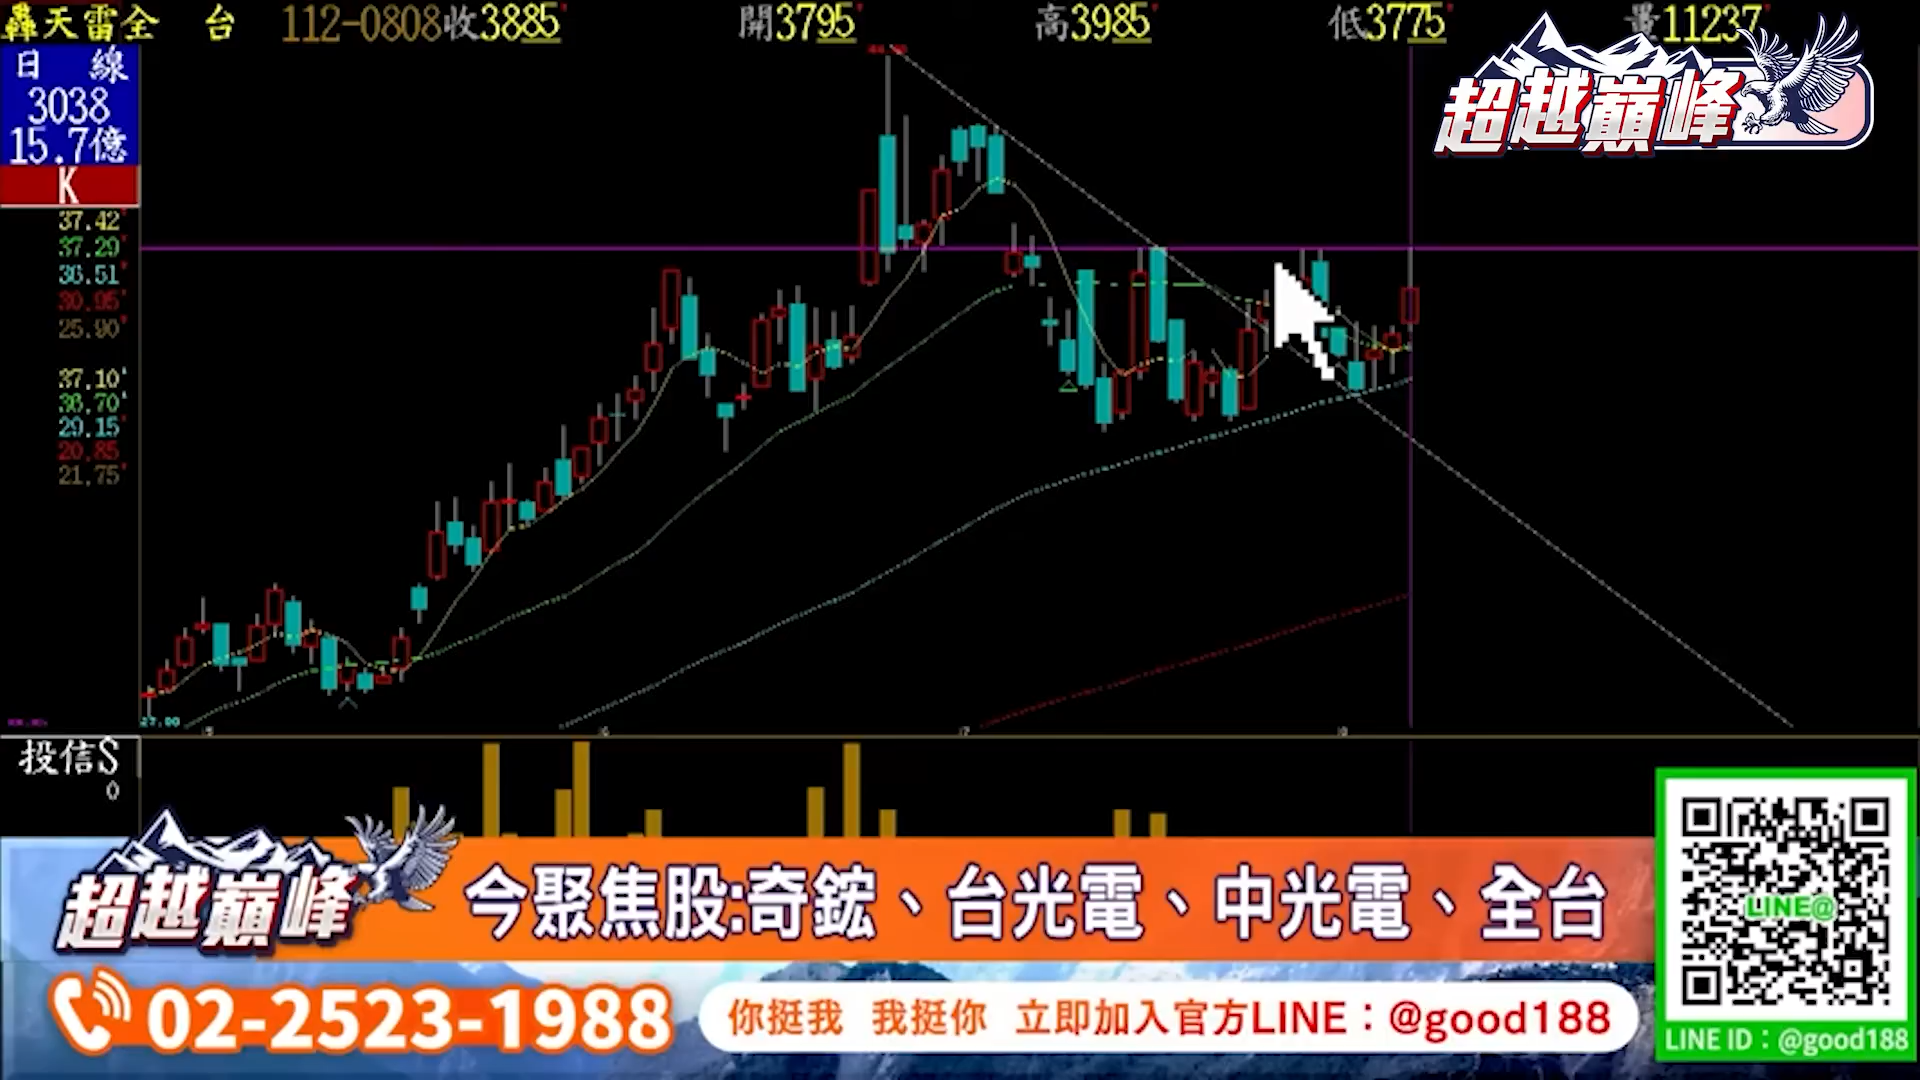 轟天雷全 台 112-0808收3885 開3795 高3985 低3775 量11237
超越巔峰
日 線
3038
15.7億
K
37.42
37.29
36.51
30.95
25.90
37.10
36.70
29.15
20.85
21.75
27.00
投信S
0
超越巔峰
今聚焦股:奇鋐、台光電、中光電、全台
02-2523-1988
你挺我 我挺你 立即加入官方LINE：@good188
LINE@
LINE ID：@good188